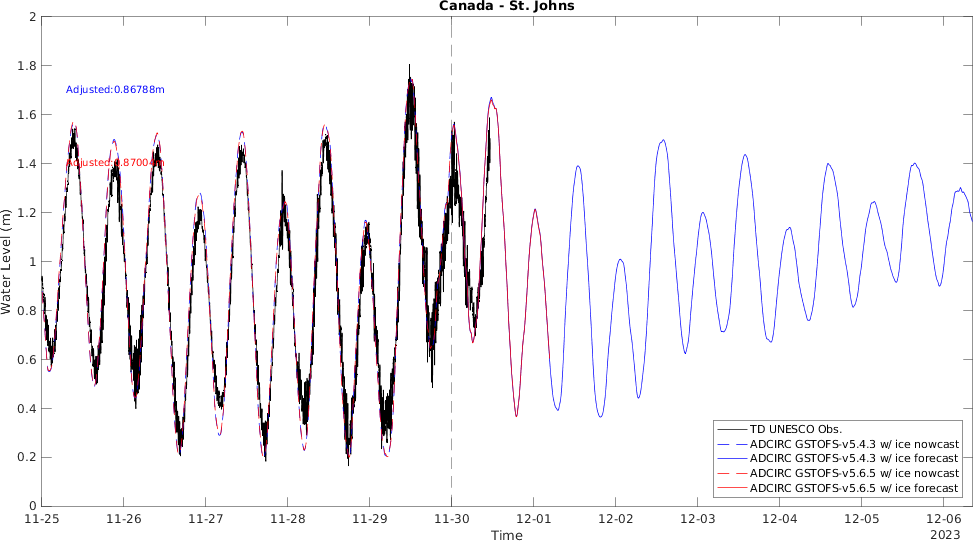 Canada - St. Johns
2
1.8
1.6
1.4
1.2
1
0.8
0.6
0.4
0.2
0
Water Level (m)
Adjusted:0.86788m
TD UNESCO Obs.
ADCIRC GSTOFS-v5.4.3 w/ ice nowcast
ADCIRC GSTOFS-v5.4.3 w/ ice forecast
ADCIRC GSTOFS-v5.6.5 w/ ice nowcast
ADCIRC GSTOFS-v5.6.5 w/ ice forecast
11-25 11-26 11-27 11-28 11-29 11-30 12-01 12-02 12-03 12-04 12-05 12-06
Time
2023